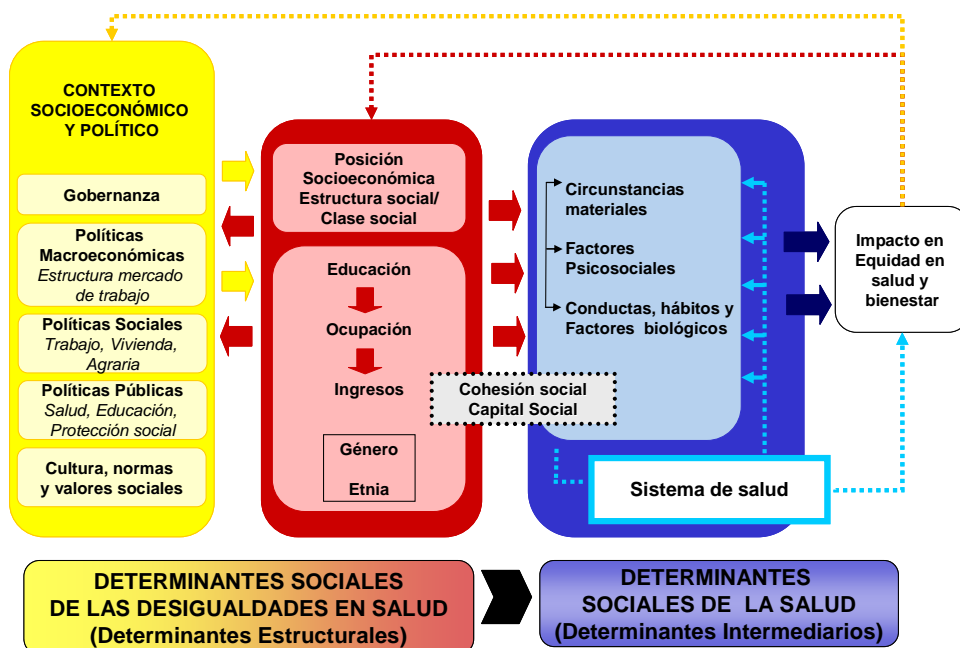 CONTEXTO
SOCIOECONÓMICO
Y POLÍTICO
Gobernanza
Políticas
Macroeconómicas
Estructura mercado
de trabajo
Políticas Sociales
Trabajo, Vivienda,
Agraria
Políticas Públicas
Salud, Educación,
Protección social
Cultura, normas
y valores sociales
Posición
Socioeconómica
Estructura social/
Clase social
Educación
Ocupación
Ingresos
Género
Etnia
Cohesión social
Capital Social
Circunstancias
materiales
Factores
Psicosociales
Conductas, hábitos y
Factores biológicos
Sistema de salud
Impacto en
Equidad en
salud y
bienestar
DETERMINANTES SOCIALES
DE LAS DESIGUALDADES EN SALUD
(Determinantes Estructurales)
DETERMINANTES
SOCIALES DE LA SALUD
(Determinantes Intermediarios)